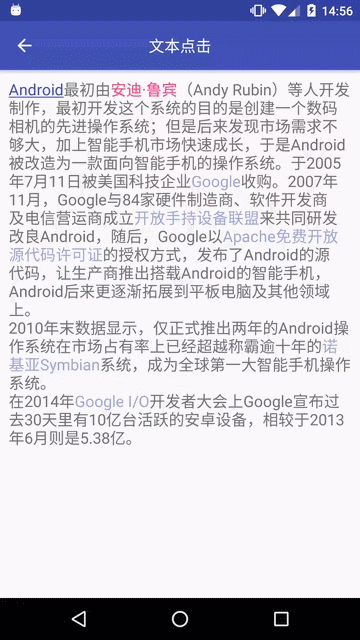 14:56
文本点击
Android最初由安迪·鲁宾（Andy Rubin）等人开发
制作，最初开发这个系统的目的是创建一个数码
相机的先进操作系统；但是后来发现市场需求不
够大，加上智能手机市场快速成长，于是Android
被改造为一款面向智能手机的操作系统。于2005
年7月11日被美国科技企业Google收购。2007年
11月，Google与84家硬件制造商、软件开发商
及电信营运商成立开放手持设备联盟来共同研发
改良Android，随后，Google以Apache免费开放
源代码许可证的授权方式，发布了Android的源
代码，让生产商推出搭载Android的智能手机，
Android后来更逐渐拓展到平板电脑及其他领域
上。
2010年末数据显示，仅正式推出两年的Android操
作系统在市场占有率上已经超越称霸逾十年的诺
基亚Symbian系统，成为全球第一大智能手机操作
系统。
在2014年Google I/O开发者大会上Google宣布过
去30天里有10亿台活跃的安卓设备，相较于2013
年6月则是5.38亿。